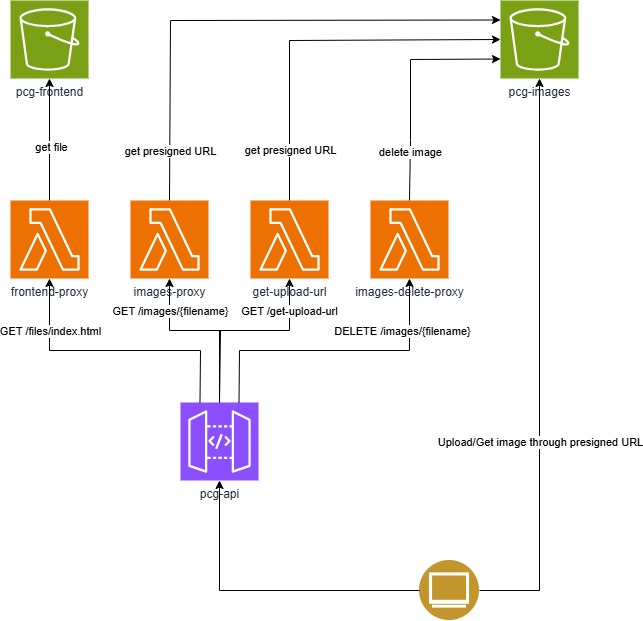 pcg-frontend
pcg-images
get file
get presigned URL
get presigned URL
delete image
frontend-proxy
images-proxy
get-upload-url
images-delete-proxy
GET /files/index.html
GET /images/{filename}
GET /get-upload-url
DELETE /images/{filename}
</>
pcg-api
Upload/Get image through presigned URL